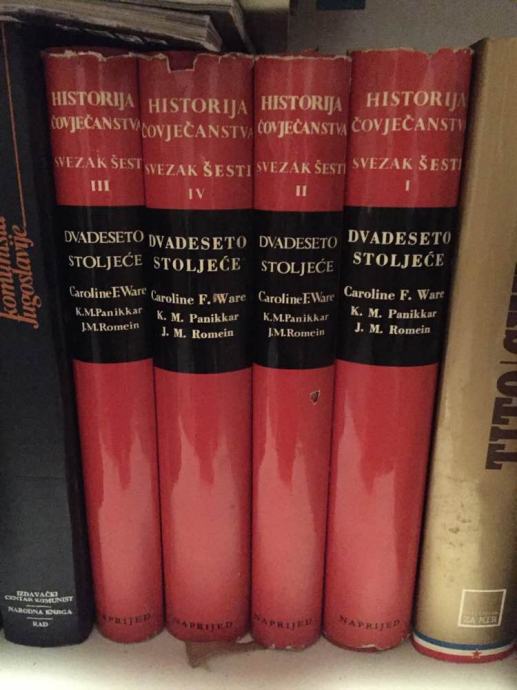 komunista
Jugoslavije
IZDAVAČKI
CENTAR KOMUNIST
NARODNA KNJIGA
RAD
HISTORIJA
ČOVJEČANSTVA
SVEZAK ŠESTI
III
DVADESETO
STOLJEĆE
Caroline F. Ware
K. M. Panikkar
J. M. Romein
NAPRIJED
HISTORIJA
ČOVJEČANSTVA
SVEZAK ŠESTI
IV
DVADESETO
STOLJEĆE
Caroline F. Ware
K. M. Panikkar
J. M. Romein
NAPRIJED
HISTORIJA
ČOVJEČANSTVA
SVEZAK ŠESTI
II
DVADESETO
STOLJEĆE
Caroline F. Ware
K. M. Panikkar
J. M. Romein
NAPRIJED
HISTORIJA
ČOVJEČANSTVA
SVEZAK ŠESTI
I
DVADESETO
STOLJEĆE
Caroline F. Ware
K. M. Panikkar
J. M. Romein
NAPRIJED
TITO